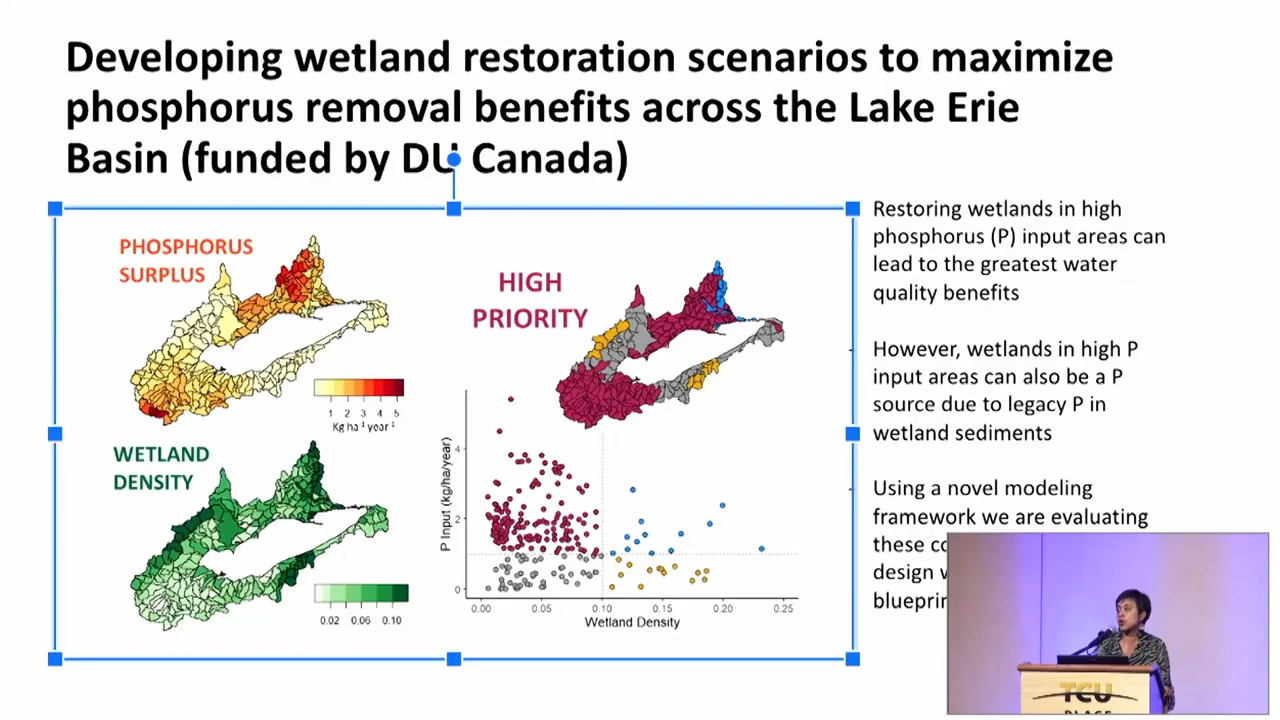 Developing wetland restoration scenarios to maximize
phosphorus removal benefits across the Lake Erie
Basin (funded by DU Canada)
PHOSPHORUS
SURPLUS
1 2 3 4 5
Kg ha⁻¹ year⁻¹
WETLAND
DENSITY
0.02 0.06 0.10
HIGH
PRIORITY
P Input (kg/ha/year)
4
2
0
0.00 0.05 0.10 0.15 0.20 0.25
Wetland Density
Restoring wetlands in high
phosphorus (P) input areas can
lead to the greatest water
quality benefits
However, wetlands in high P
input areas can also be a P
source due to legacy P in
wetland sediments
Using a novel modeling
framework we are evaluating
these
design
TCU
PLACE